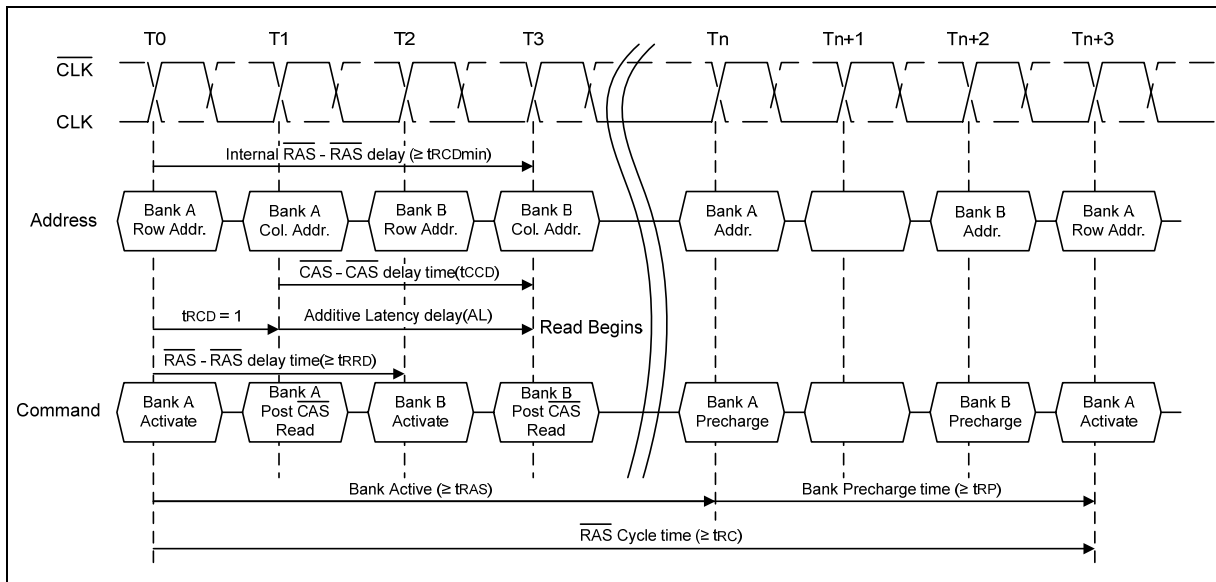 T0 T1 T2 T3 Tn Tn+1 Tn+2 Tn+3
CLK
CLK
Internal RAS - RAS delay (≥ tRCDmin)
Address
Bank A
Row Addr.
Bank A
Col. Addr.
Bank B
Row Addr.
Bank B
Col. Addr.
Bank A
Addr.
Bank B
Addr.
Bank A
Row Addr.
CAS - CAS delay time(tCCD)
tRCD = 1
Additive Latency delay(AL)
Read Begins
RAS - RAS delay time(≥ tRRD)
Command
Bank A
Activate
Bank A
Post CAS
Read
Bank B
Activate
Bank B
Post CAS
Read
Bank A
Precharge
Bank B
Precharge
Bank A
Activate
Bank Active (≥ tRAS)
Bank Precharge time (≥ tRP)
RAS Cycle time (≥ tRC)